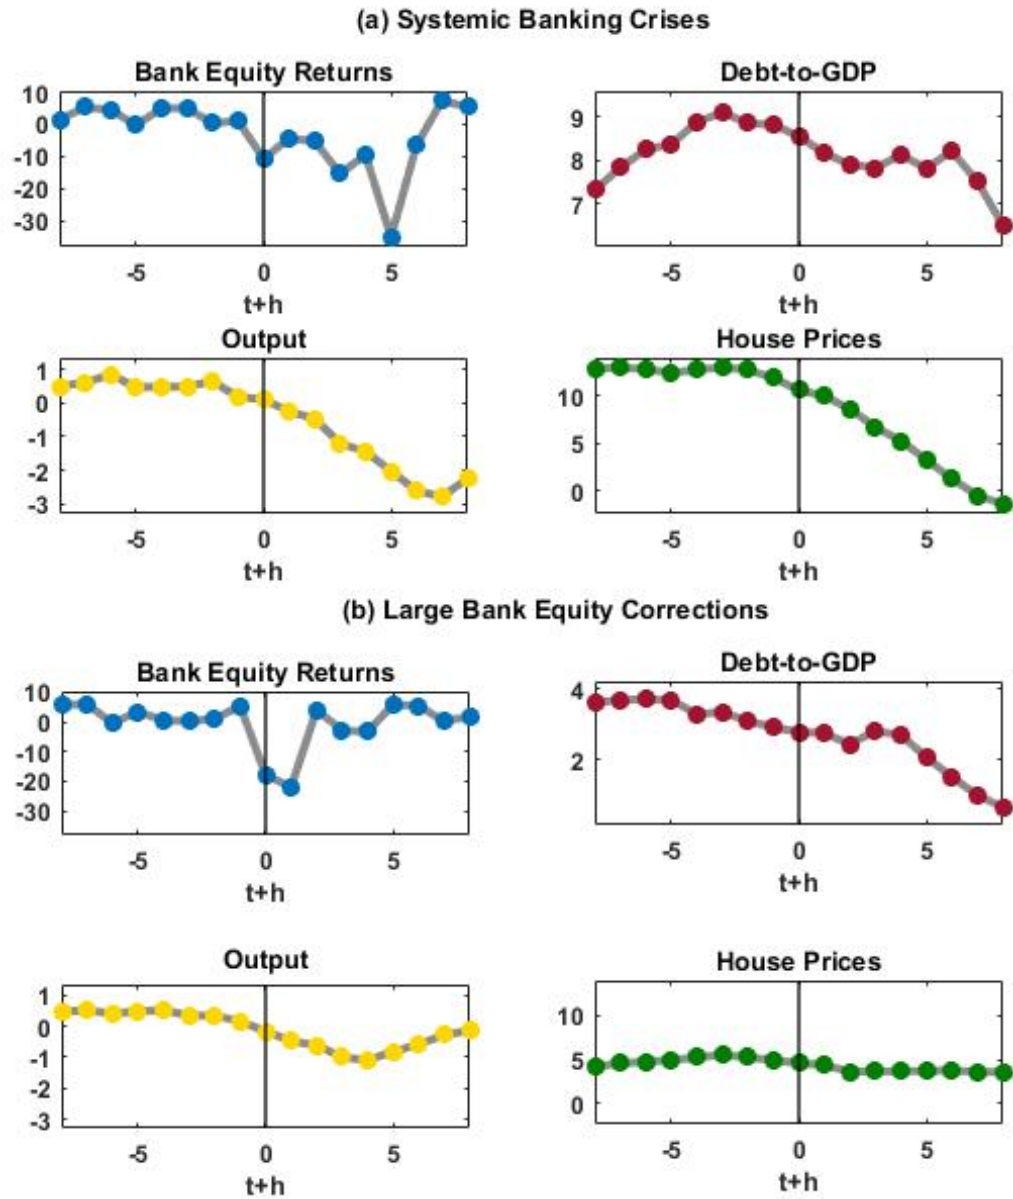 (a) Systemic Banking Crises
Bank Equity Returns
10
0
-10
-20
-30
-5 0 5
t+h
Debt-to-GDP
9
8
7
-5 0 5
t+h
Output
1
0
-1
-2
-3
-5 0 5
t+h
House Prices
10
5
0
-5 0 5
t+h
(b) Large Bank Equity Corrections
Bank Equity Returns
10
0
-10
-20
-30
-5 0 5
t+h
Debt-to-GDP
4
2
-5 0 5
t+h
Output
1
0
-1
-2
-3
-5 0 5
t+h
House Prices
10
5
0
-5 0 5
t+h